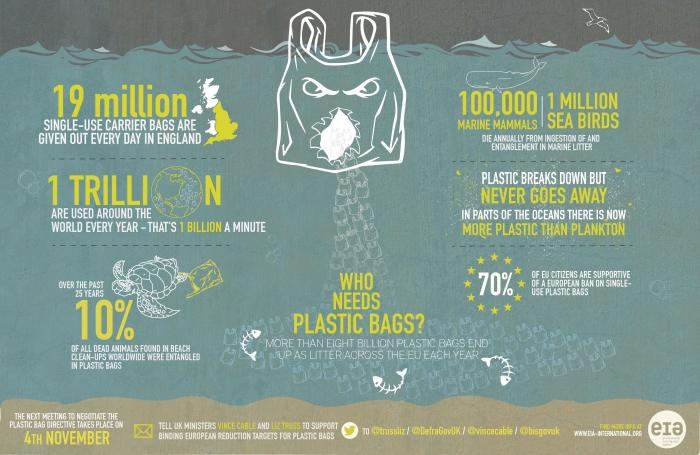 19 million
SINGLE-USE CARRIER BAGS ARE
GIVEN OUT EVERY DAY IN ENGLAND
1 TRILLION
ARE USED AROUND THE
WORLD EVERY YEAR - THAT'S 1 BILLION A MINUTE
OVER THE PAST
25 YEARS
10%
OF ALL DEAD ANIMALS FOUND IN BEACH
CLEAN-UPS WORLDWIDE WERE ENTANGLED
IN PLASTIC BAGS
WHO
NEEDS
PLASTIC BAGS?
MORE THAN EIGHT BILLION PLASTIC BAGS END
UP AS LITTER ACROSS THE EU EACH YEAR
100,000
MARINE MAMMALS
1 MILLION
SEA BIRDS
DIE ANNUALLY FROM INGESTION OF AND
ENTANGLEMENT IN MARINE LITTER
PLASTIC BREAKS DOWN BUT
NEVER GOES AWAY
IN PARTS OF THE OCEANS THERE IS NOW
MORE PLASTIC THAN PLANKTON
70%
OF EU CITIZENS ARE SUPPORTIVE
OF A EUROPEAN BAN ON SINGLE-
USE PLASTIC BAGS
THE NEXT MEETING TO NEGOTIATE THE
PLASTIC BAG DIRECTIVE TAKES PLACE ON
4TH NOVEMBER
TELL UK MINISTERS VINCE CABLE AND LIZ TRUSS TO SUPPORT
BINDING EUROPEAN REDUCTION TARGETS FOR PLASTIC BAGS
TO @trussliz / @DefraGovUK / @vincecable / @bisgovuk
FIND MORE INFO AT
WWW.EIA-INTERNATIONAL.ORG
eia